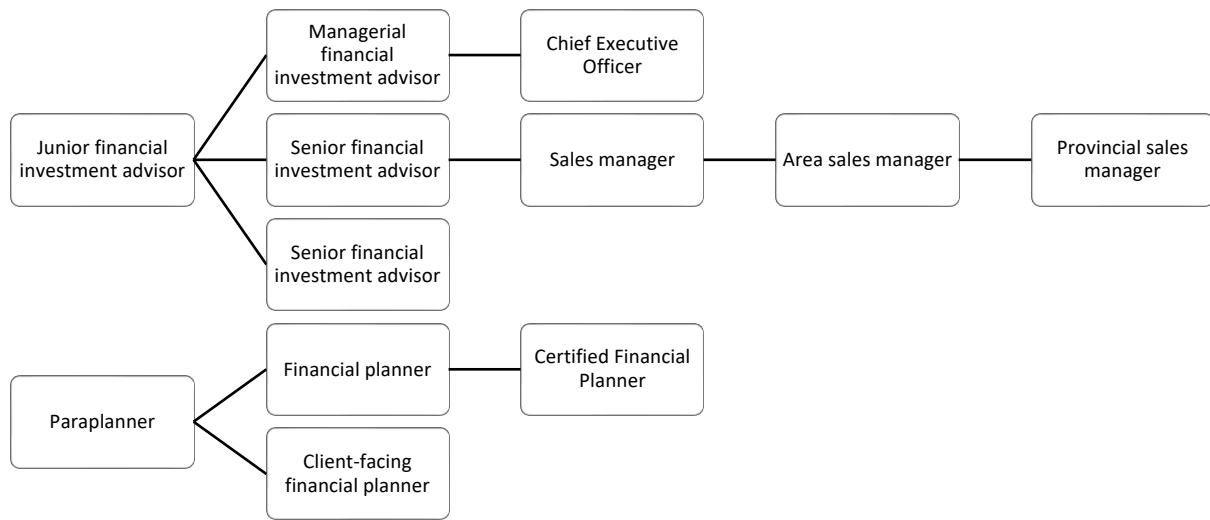 Managerial
financial
investment advisor
Chief Executive
Officer
Junior financial
investment advisor
Senior financial
investment advisor
Sales manager
Area sales manager
Provincial sales
manager
Senior financial
investment advisor
Paraplanner
Financial planner
Certified Financial
Planner
Client-facing
financial planner